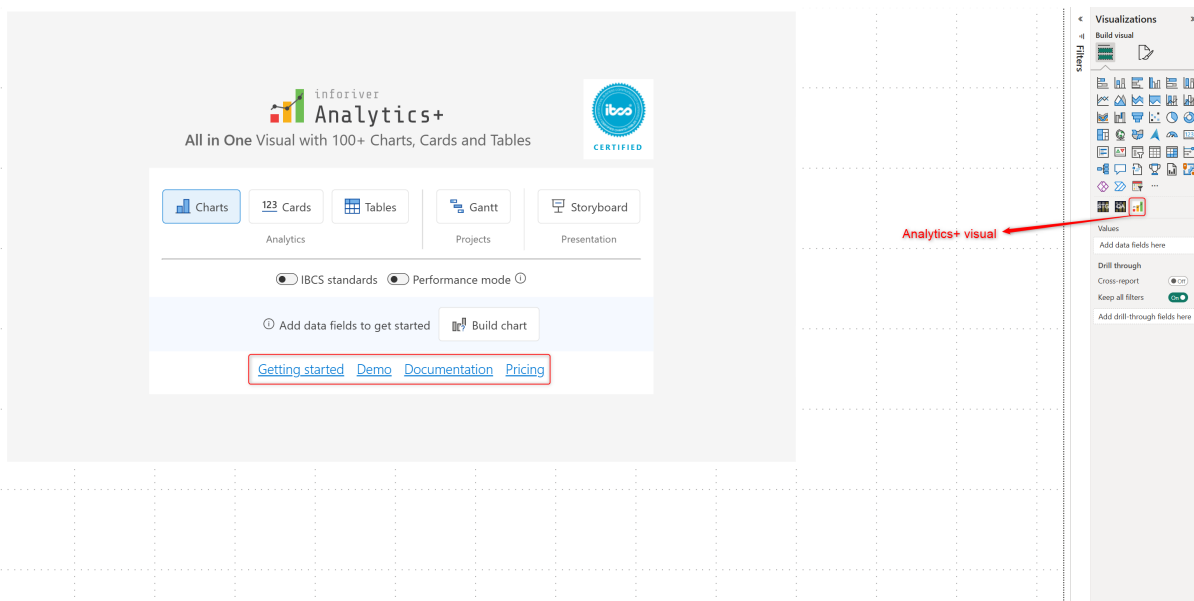 inforiver
Analytics+
All in One Visual with 100+ Charts, Cards and Tables
ibcs
CERTIFIED
Charts
123 Cards
Tables
Gantt
Storyboard
Analytics
Projects
Presentation
IBCS standards
Performance mode
Add data fields to get started
Build chart
Getting started Demo Documentation Pricing
Analytics+ visual
Filters
Visualizations
Build visual
Values
Add data fields here
Drill through
Cross-report
Off
Keep all filters
On
Add drill-through fields here